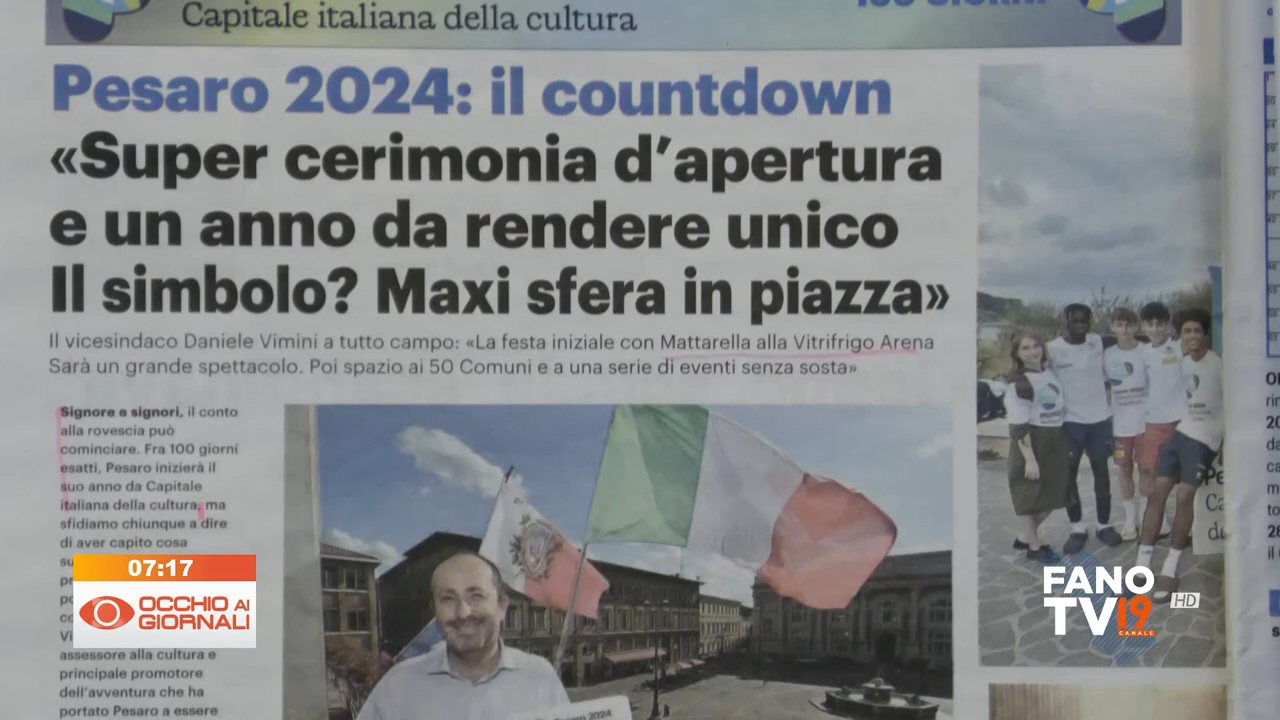 Capitale italiana della cultura
Pesaro 2024: il countdown
«Super cerimonia d'apertura
e un anno da rendere unico
Il simbolo? Maxi sfera in piazza»
Il vicesindaco Daniele Vimini a tutto campo: «La festa iniziale con Mattarella alla Vitrifrigo Arena
Sarà un grande spettacolo. Poi spazio ai 50 Comuni e a una serie di eventi senza sosta»
Signore e signori, il conto
alla rovescia può
cominciare. Fra 100 giorni
esatti, Pesaro inizierà il
suo anno da Capitale
italiana della cultura, ma
sfidiamo chiunque a dire
di aver capito cosa
assessore alla cultura e
principale promotore
dell'avventura che ha
portato Pesaro a essere
07:17
OCCHIO AI
GIORNALI
FANO
TV19
CANALE
HD
2024